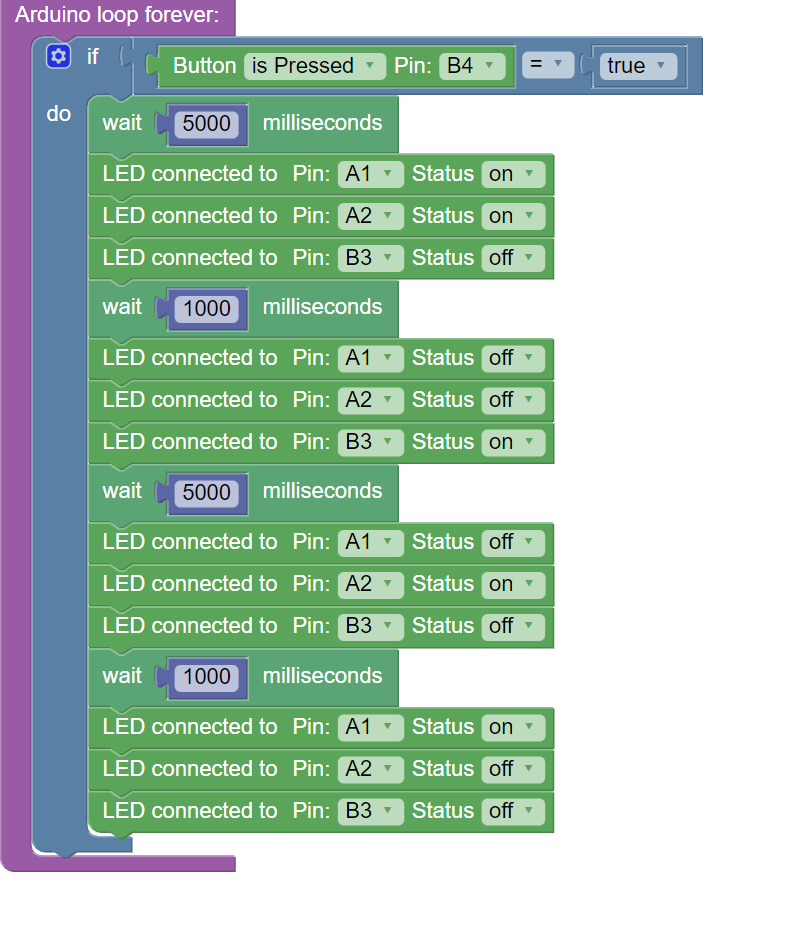 Arduino loop forever:
if Button is Pressed Pin: B4 = true
do
wait 5000 milliseconds
LED connected to Pin: A1 Status on
LED connected to Pin: A2 Status on
LED connected to Pin: B3 Status off
wait 1000 milliseconds
LED connected to Pin: A1 Status off
LED connected to Pin: A2 Status off
LED connected to Pin: B3 Status on
wait 5000 milliseconds
LED connected to Pin: A1 Status off
LED connected to Pin: A2 Status on
LED connected to Pin: B3 Status off
wait 1000 milliseconds
LED connected to Pin: A1 Status on
LED connected to Pin: A2 Status off
LED connected to Pin: B3 Status off